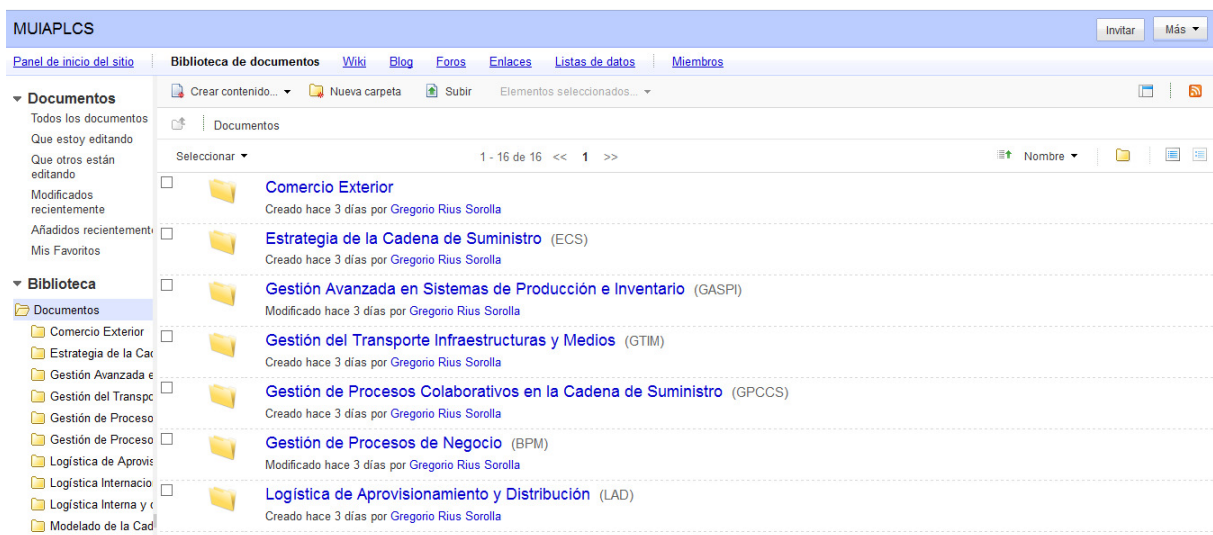 MUIAPLCS
Invitar
Más
Panel de inicio del sitio
Biblioteca de documentos
Wiki
Blog
Foros
Enlaces
Listas de datos
Miembros
Documentos
Todos los documentos
Que estoy editando
Que otros están
editando
Modificados
recientemente
Añadidos recientement
Mis Favoritos
Biblioteca
Documentos
Comercio Exterior
Estrategia de la Cad
Gestión Avanzada e
Gestión del Transpo
Gestión de Proceso
Gestión de Proceso
Logística de Aprovis
Logística Internacio
Logística Interna y d
Modelado de la Cad
Crear contenido...
Nueva carpeta
Subir
Elementos seleccionados...
Documentos
Seleccionar
1 - 16 de 16 << 1 >>
Nombre
Comercio Exterior
Creado hace 3 días por Gregorio Rius Sorolla
Estrategia de la Cadena de Suministro (ECS)
Creado hace 3 días por Gregorio Rius Sorolla
Gestión Avanzada en Sistemas de Producción e Inventario (GASPI)
Modificado hace 3 días por Gregorio Rius Sorolla
Gestión del Transporte Infraestructuras y Medios (GTIM)
Creado hace 3 días por Gregorio Rius Sorolla
Gestión de Procesos Colaborativos en la Cadena de Suministro (GPCCS)
Creado hace 3 días por Gregorio Rius Sorolla
Gestión de Procesos de Negocio (BPM)
Modificado hace 3 días por Gregorio Rius Sorolla
Logística de Aprovisionamiento y Distribución (LAD)
Creado hace 3 días por Gregorio Rius Sorolla